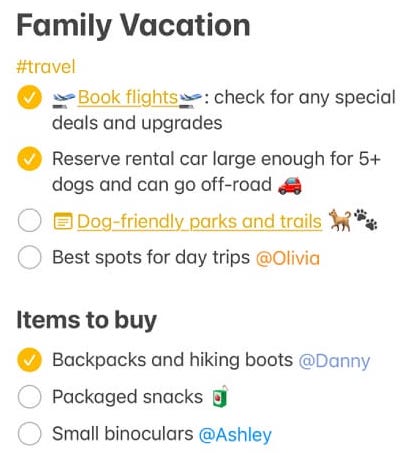 Family Vacation
#travel
🛫Book flights🛫: check for any special
deals and upgrades
Reserve rental car large enough for 5+
dogs and can go off-road 🚗
Dog-friendly parks and trails 🐕🐾
Best spots for day trips @Olivia
Items to buy
Backpacks and hiking boots @Danny
Packaged snacks 🧃
Small binoculars @Ashley